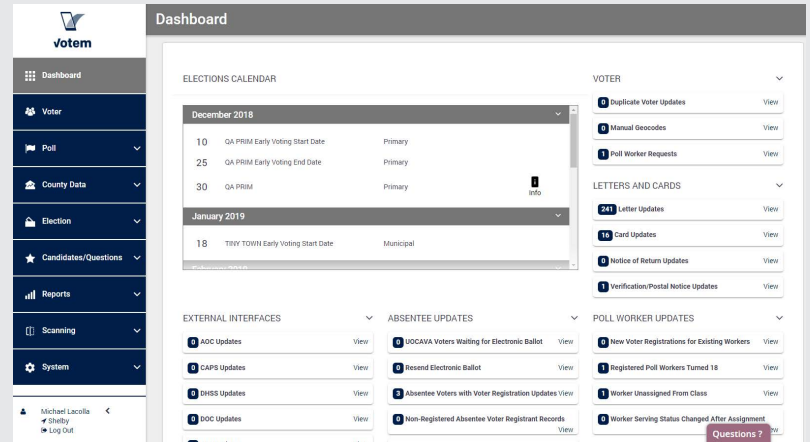 Votem
Dashboard
Dashboard
Voter
Poll
County Data
Election
Candidates/Questions
Reports
Scanning
System
Michael Lacolla
Shelby
Log Out
ELECTIONS CALENDAR
December 2018
10 QA PRIM Early Voting Start Date Primary
25 QA PRIM Early Voting End Date Primary
30 QA PRIM Primary
Info
January 2019
18 TINY TOWN Early Voting Start Date Municipal
VOTER
0 Duplicate Voter Updates View
0 Manual Geocodes View
1 Poll Worker Requests View
LETTERS AND CARDS
241 Letter Updates View
16 Card Updates View
0 Notice of Return Updates View
1 Verification/Postal Notice Updates View
EXTERNAL INTERFACES
0 AOC Updates View
0 CAPS Updates View
0 DHSS Updates View
0 DOC Updates View
ABSENTEE UPDATES
0 UOCAVA Voters Waiting for Electronic Ballot View
0 Resend Electronic Ballot View
3 Absentee Voters with Voter Registration Updates View
0 Non-Registered Absentee Voter Registrant Records
View
POLL WORKER UPDATES
0 New Voter Registrations for Existing Workers View
1 Registered Poll Workers Turned 18 View
1 Worker Unassigned From Class View
0 Worker Serving Status Changed After Assignment
Questions ?